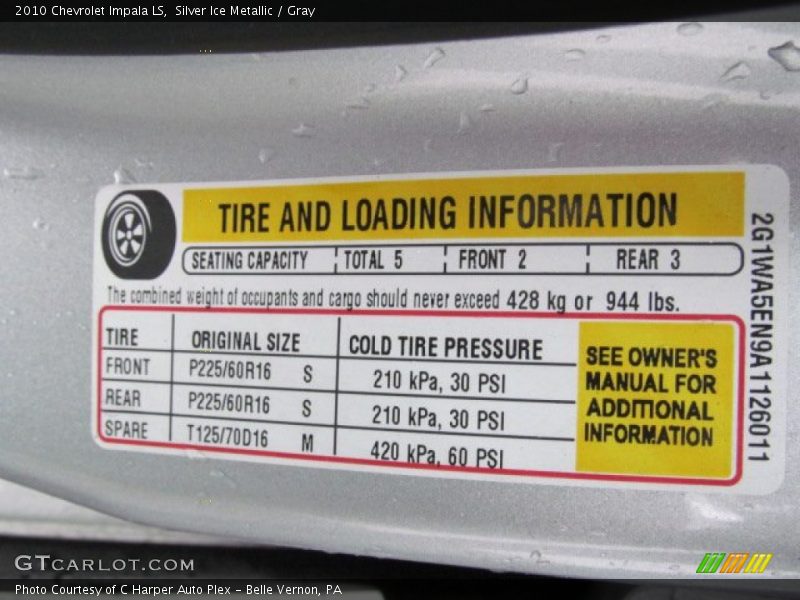 2010 Chevrolet Impala LS, Silver Ice Metallic / Gray
TIRE AND LOADING INFORMATION
SEATING CAPACITY TOTAL 5 FRONT 2 REAR 3
The combined weight of occupants and cargo should never exceed 428 kg or 944 lbs.
TIRE ORIGINAL SIZE COLD TIRE PRESSURE
FRONT P225/60R16 S 210 kPa, 30 PSI
REAR P225/60R16 S 210 kPa, 30 PSI
SPARE T125/70D16 M 420 kPa, 60 PSI
SEE OWNER'S
MANUAL FOR
ADDITIONAL
INFORMATION
2G1WA5EN9A1126011
GTCARLOT.COM
Photo Courtesy of C Harper Auto Plex – Belle Vernon, PA